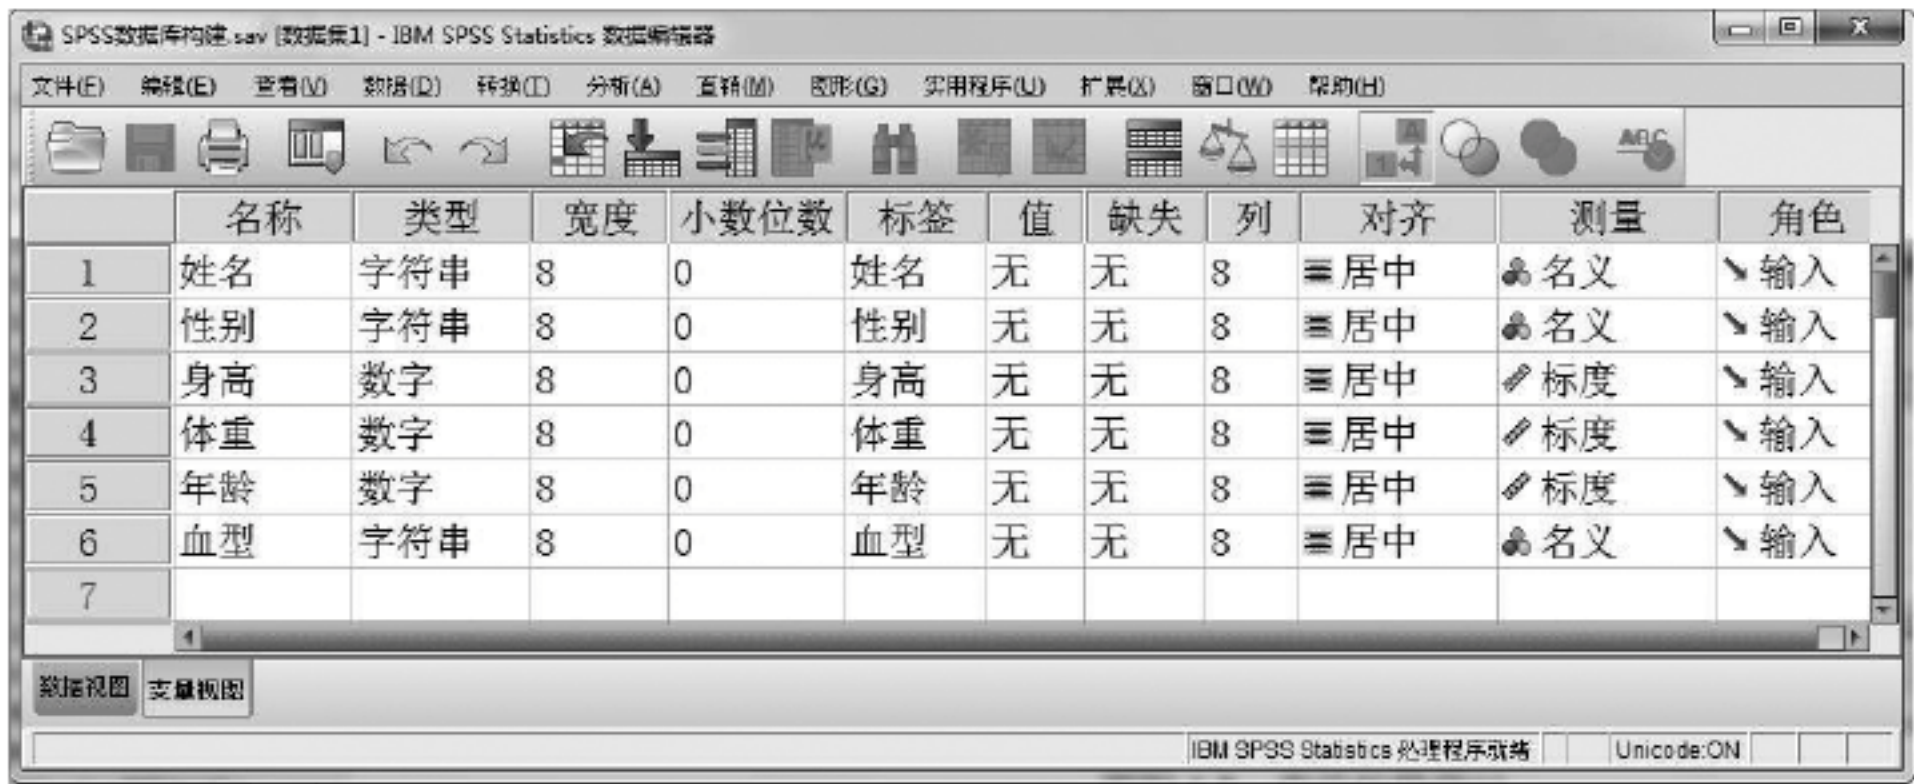 SPSS数据库构建.sav [数据集1] - IBM SPSS Statistics 数据编辑器
文件(F) 编辑(E) 查看(V) 数据(D) 转换(T) 分析(A) 直销(M) 图形(G) 实用程序(U) 扩展(X) 窗口(W) 帮助(H)
名称 类型 宽度 小数位数 标签 值 缺失 列 对齐 测量 角色
1 姓名 字符串 8 0 姓名 无 无 8 居中 名义 输入
2 性别 字符串 8 0 性别 无 无 8 居中 名义 输入
3 身高 数字 8 0 身高 无 无 8 居中 标度 输入
4 体重 数字 8 0 体重 无 无 8 居中 标度 输入
5 年龄 数字 8 0 年龄 无 无 8 居中 标度 输入
6 血型 字符串 8 0 血型 无 无 8 居中 名义 输入
7
数据视图 变量视图
IBM SPSS Statistics 处理程序就绪 Unicode:ON